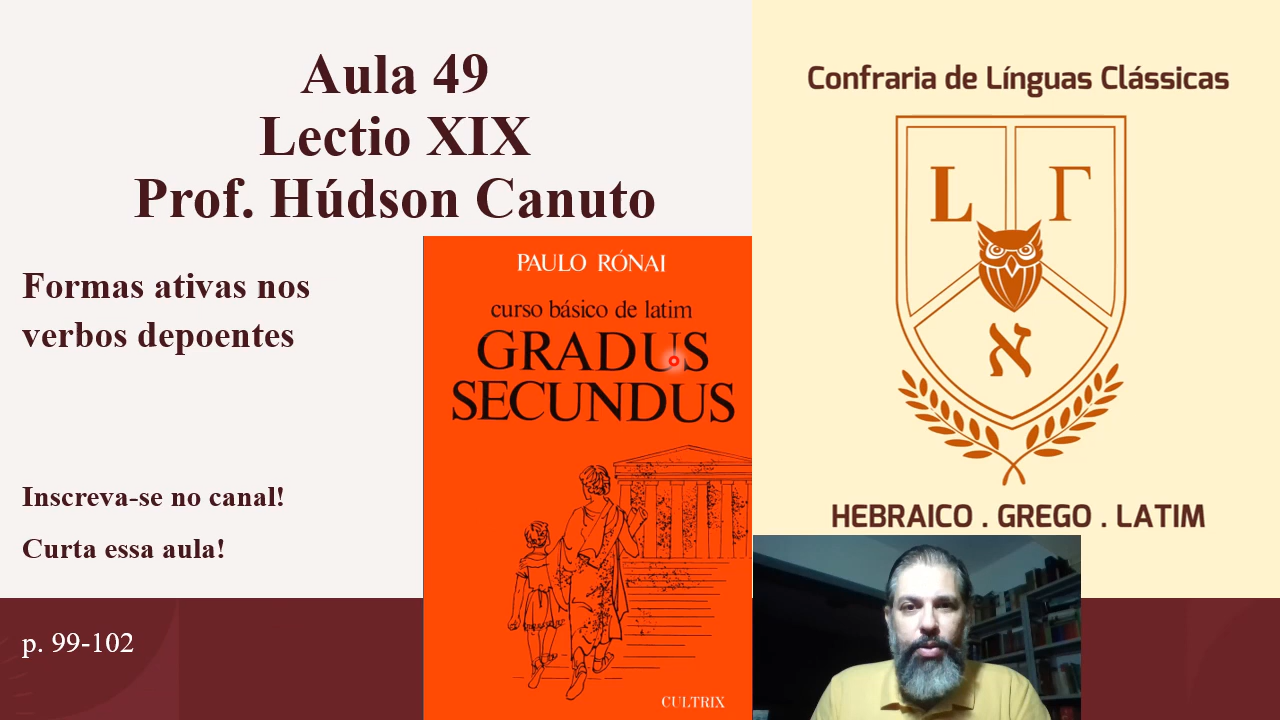 Aula 49
Lectio XIX
Prof. Húdson Canuto
Formas ativas nos
verbos depoentes
Inscreva-se no canal!
Curta essa aula!
p. 99-102
PAULO RÓNAI
curso básico de latim
GRADUS
SECUNDUS
CULTRIX
Confraria de Línguas Clássicas
L Γ
א
HEBRAICO . GREGO . LATIM